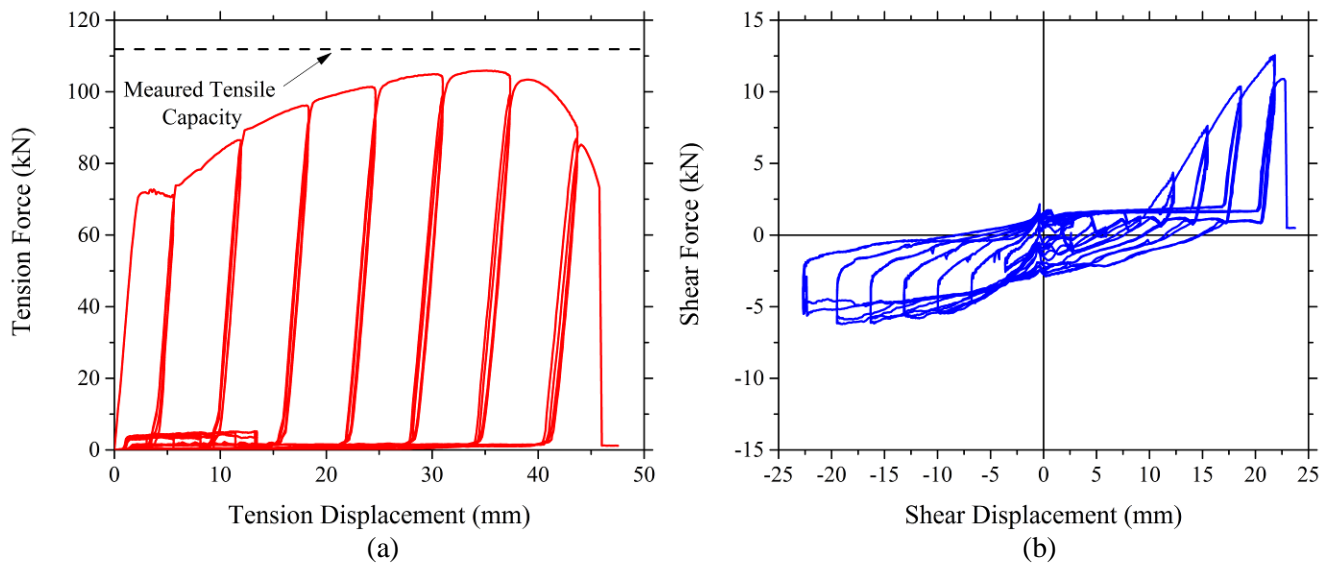 120
100
80
60
40
20
0
0 10 20 30 40 50
Tension Force (kN)
Tension Displacement (mm)
Meaured Tensile
Capacity
(a)
15
10
5
0
-5
-10
-15
-25 -20 -15 -10 -5 0 5 10 15 20 25
Shear Force (kN)
Shear Displacement (mm)
(b)